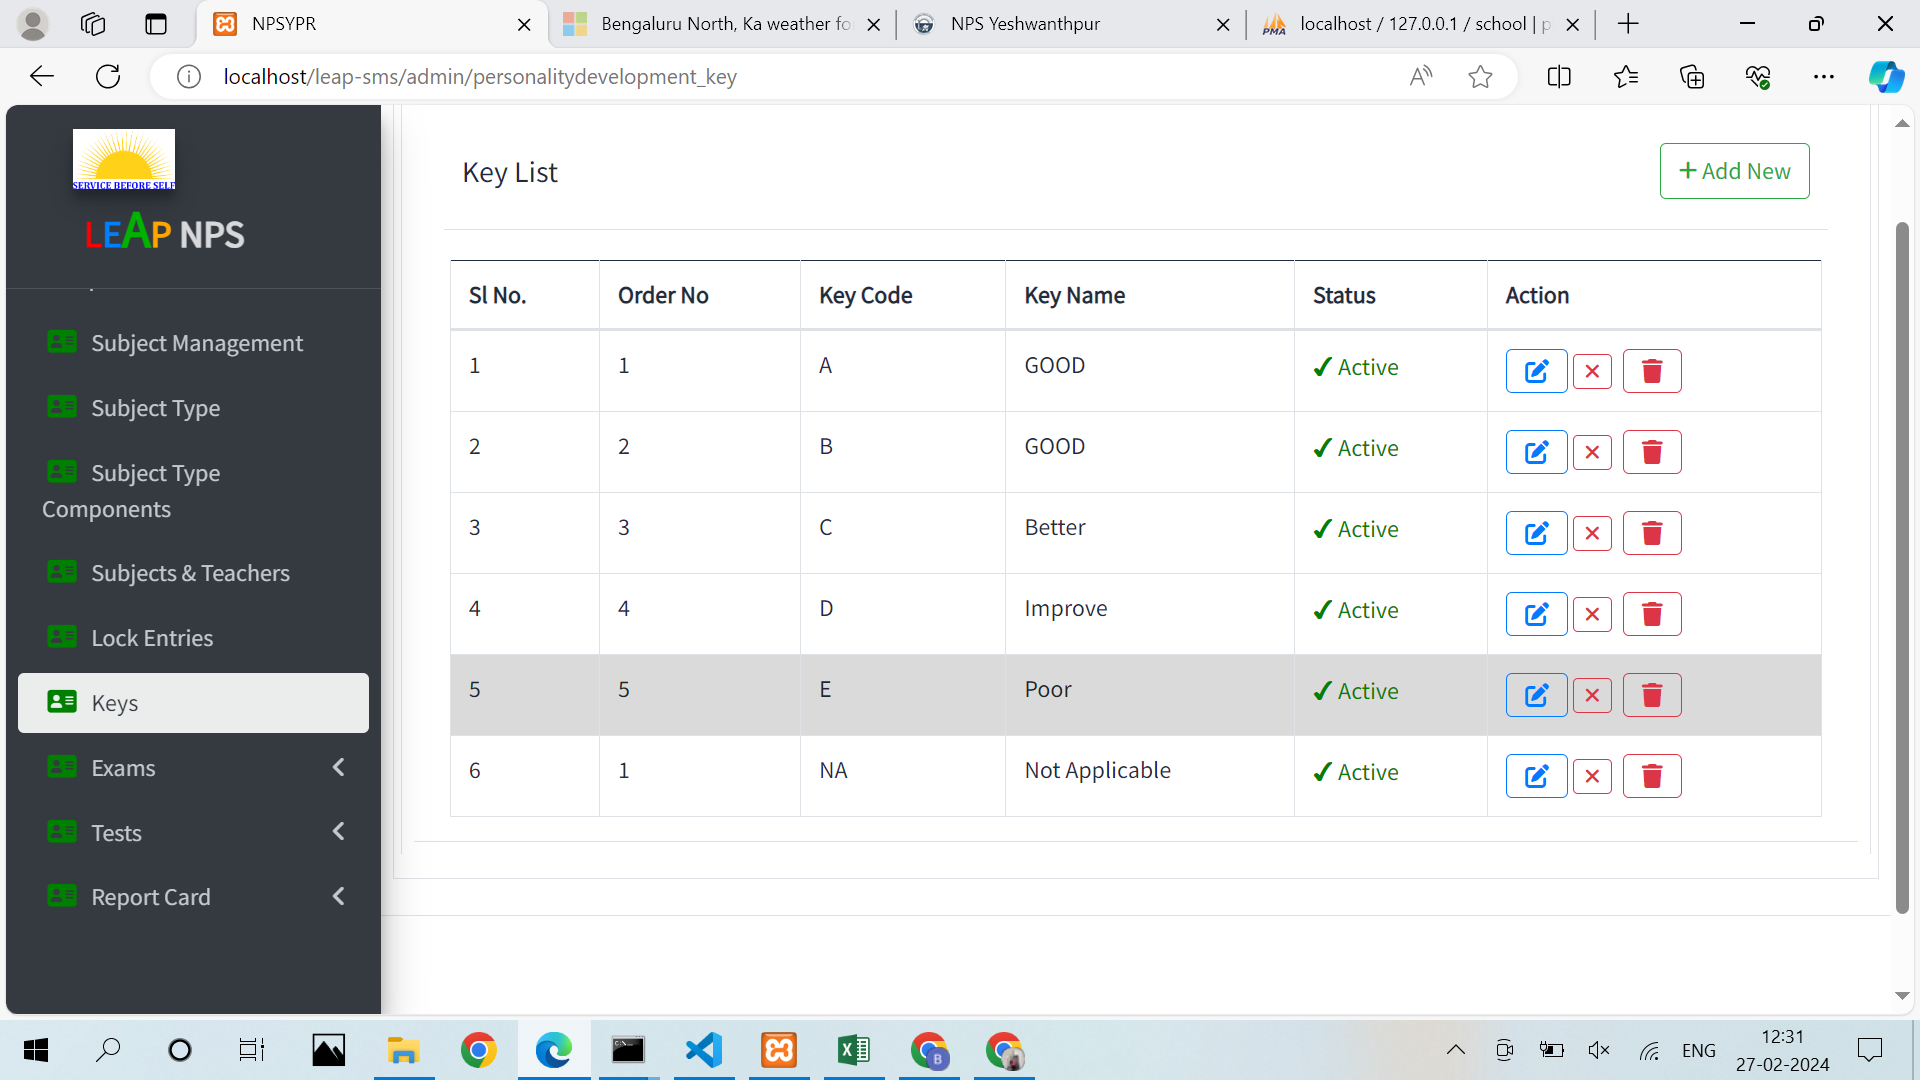 NPSYPR
Bengaluru North, Ka weather fo
NPS Yeshwanthpur
localhost / 127.0.0.1 / school | p
localhost/leap-sms/admin/personalitydevelopment_key
SERVICE BEFORE SELF
LEAP NPS
Subject Management
Subject Type
Subject Type
Components
Subjects & Teachers
Lock Entries
Keys
Exams
Tests
Report Card
Key List
+ Add New
Sl No. Order No Key Code Key Name Status Action
1 1 A GOOD ✔ Active
2 2 B GOOD ✔ Active
3 3 C Better ✔ Active
4 4 D Improve ✔ Active
5 5 E Poor ✔ Active
6 1 NA Not Applicable ✔ Active
ENG
12:31
27-02-2024